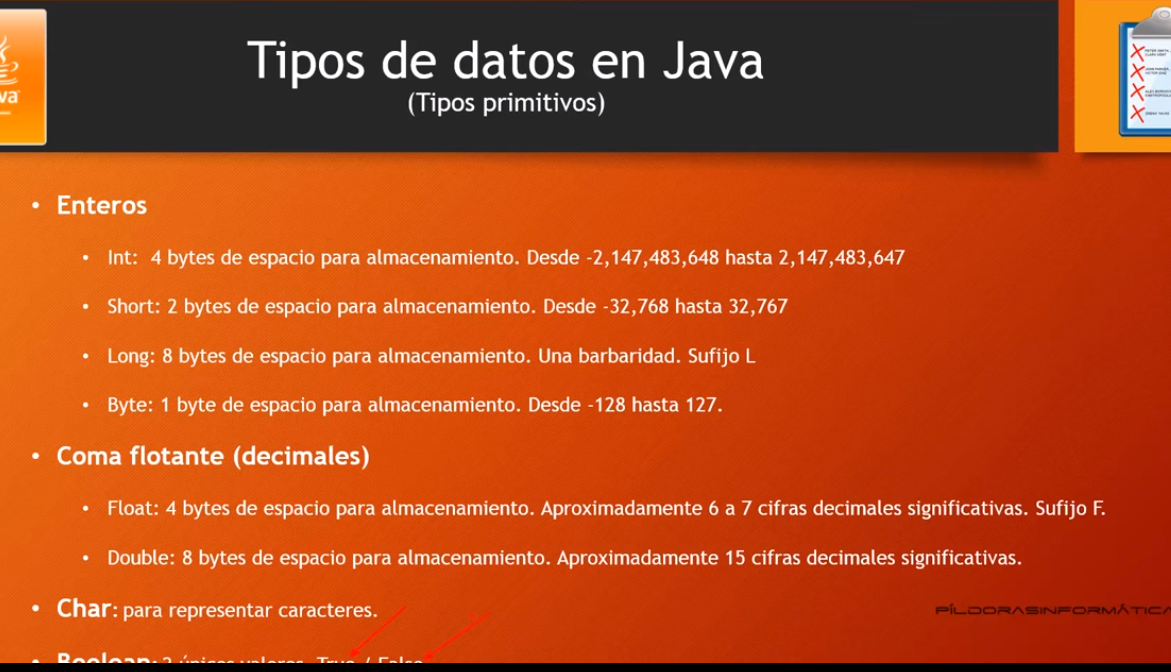 Tipos de datos en Java
(Tipos primitivos)
• Enteros
• Int: 4 bytes de espacio para almacenamiento. Desde -2,147,483,648 hasta 2,147,483,647
• Short: 2 bytes de espacio para almacenamiento. Desde -32,768 hasta 32,767
• Long: 8 bytes de espacio para almacenamiento. Una barbaridad. Sufijo L
• Byte: 1 byte de espacio para almacenamiento. Desde -128 hasta 127.
• Coma flotante (decimales)
• Float: 4 bytes de espacio para almacenamiento. Aproximadamente 6 a 7 cifras decimales significativas. Sufijo F.
• Double: 8 bytes de espacio para almacenamiento. Aproximadamente 15 cifras decimales significativas.
• Char: para representar caracteres.
PÍLDORASINFORMÁTICA
• Boolean: 2 únicos valores. True / False